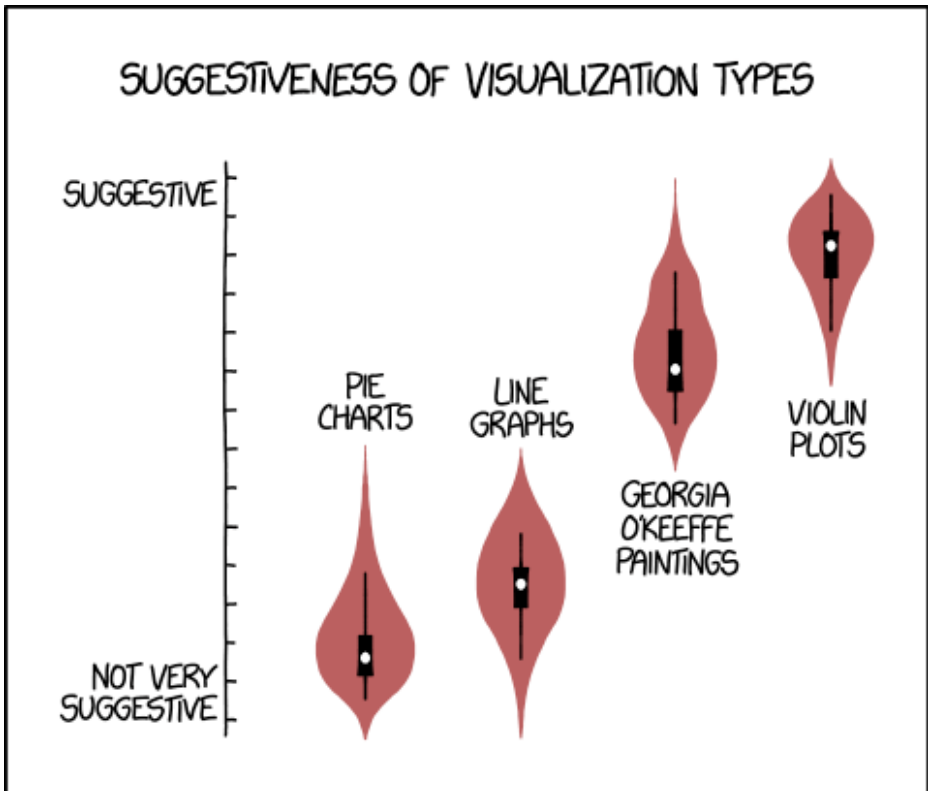 SUGGESTIVENESS OF VISUALIZATION TYPES
SUGGESTIVE
PIE
CHARTS
LINE
GRAPHS
GEORGIA
O'KEEFFE
PAINTINGS
VIOLIN
PLOTS
NOT VERY
SUGGESTIVE